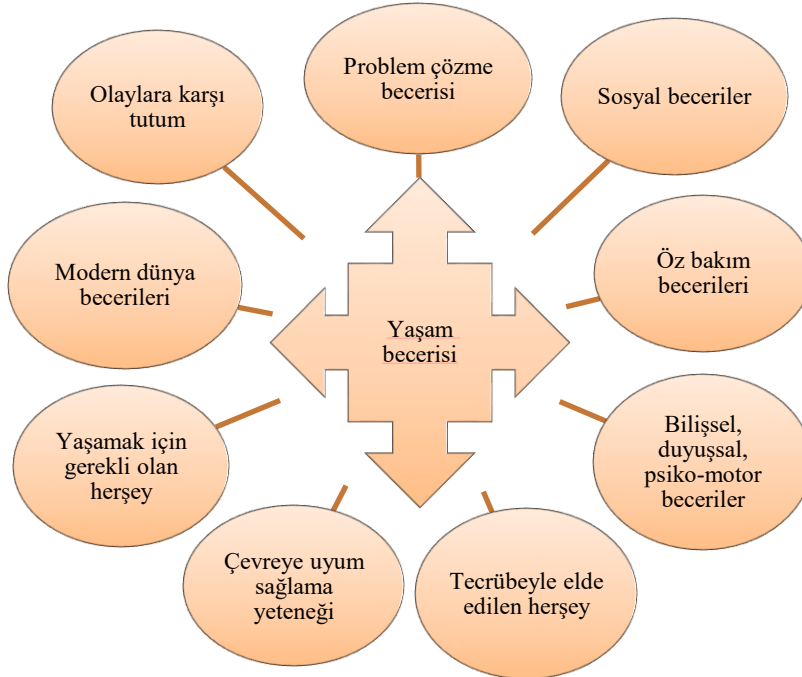 Problem çözme
becerisi
Sosyal beceriler
Öz bakım
becerileri
Bilişsel,
duyuşsal,
psiko-motor
beceriler
Tecrübeyle elde
edilen herşey
Çevreye uyum
sağlama
yeteneği
Yaşamak için
gerekli olan
herşey
Modern dünya
becerileri
Olaylara karşı
tutum
Yaşam
becerisi